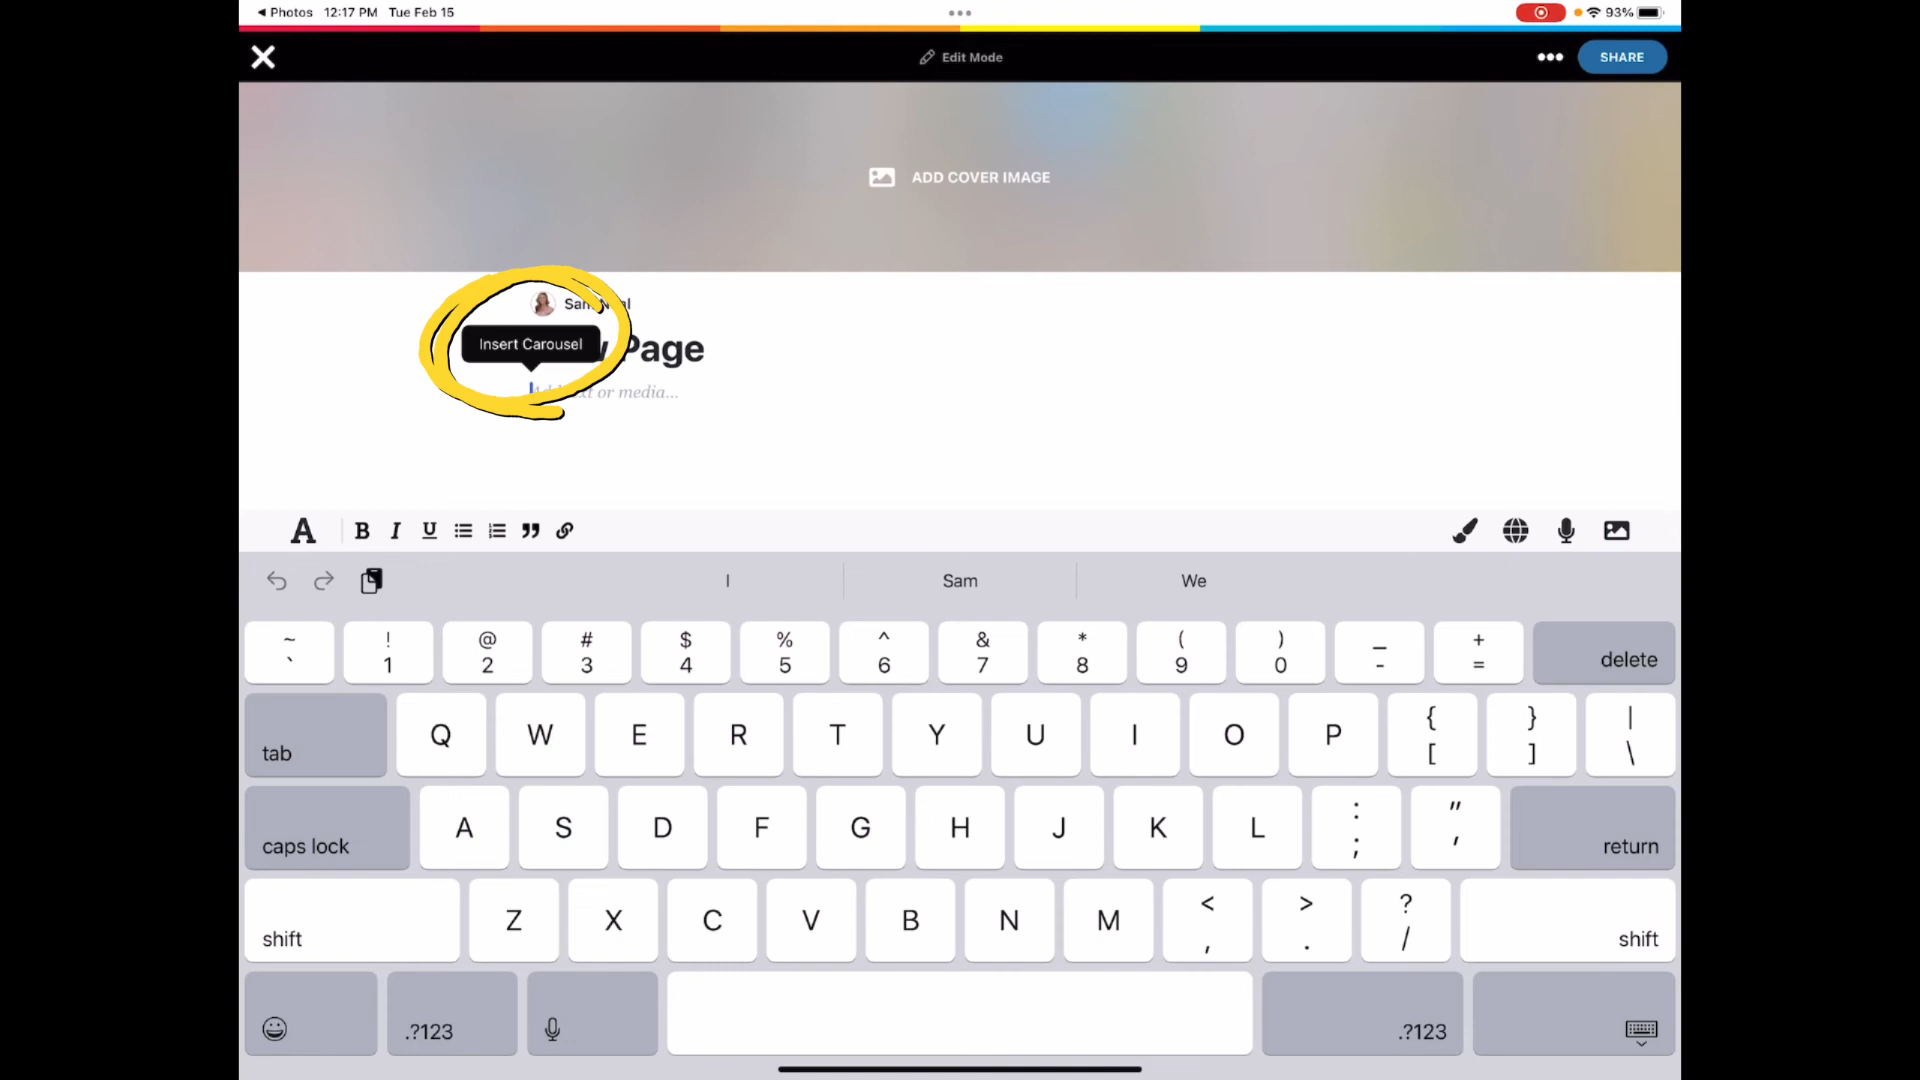 Photos 12:17 PM Tue Feb 15
93%
Edit Mode
SHARE
ADD COVER IMAGE
Insert Carousel
Page
or media...
A B I U
I Sam We
~ ! @ # $ % ^ & * ( ) _ +
` 1 2 3 4 5 6 7 8 9 0 - = delete
tab Q W E R T Y U I O P { [ } ] | \
caps lock A S D F G H J K L : ; " ' return
shift Z X C V B N M < , > . ? / shift
.?123 .?123